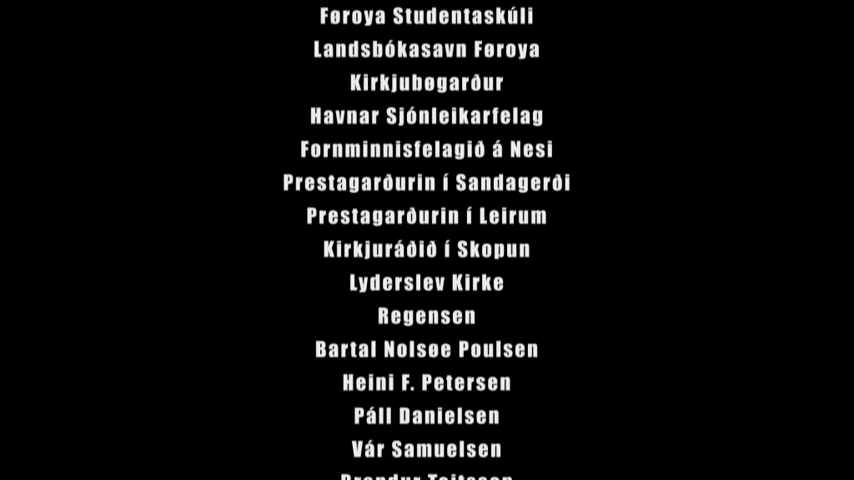 Føroya Studentaskúli
Landsbókasavn Føroya
Kirkjubøgarður
Havnar Sjónleikarfelag
Fornminnisfelagið á Nesi
Prestagarðurin í Sandagerði
Prestagarðurin í Leirum
Kirkjuráðið í Skopun
Lyderslev Kirke
Regensen
Bartal Nolsøe Poulsen
Heini F. Petersen
Páll Danielsen
Vár Samuelsen